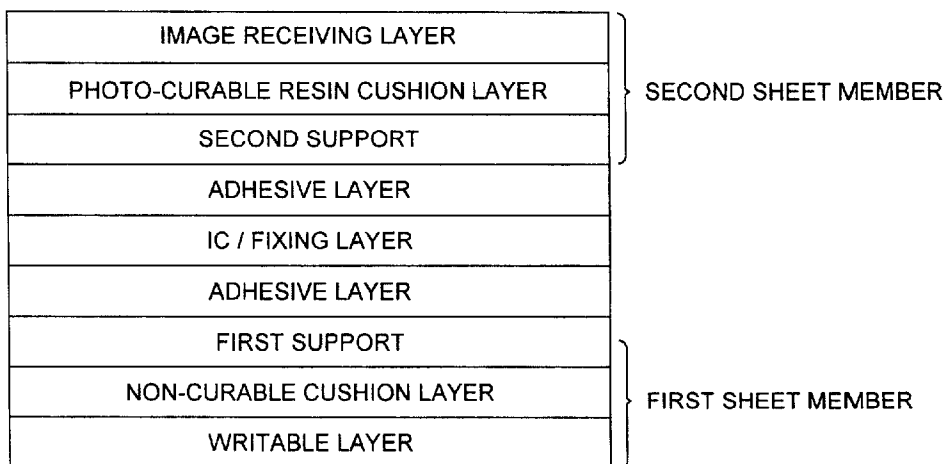 IMAGE RECEIVING LAYER
PHOTO-CURABLE RESIN CUSHION LAYER
SECOND SUPPORT
SECOND SHEET MEMBER
ADHESIVE LAYER
IC / FIXING LAYER
ADHESIVE LAYER
FIRST SUPPORT
NON-CURABLE CUSHION LAYER
WRITABLE LAYER
FIRST SHEET MEMBER